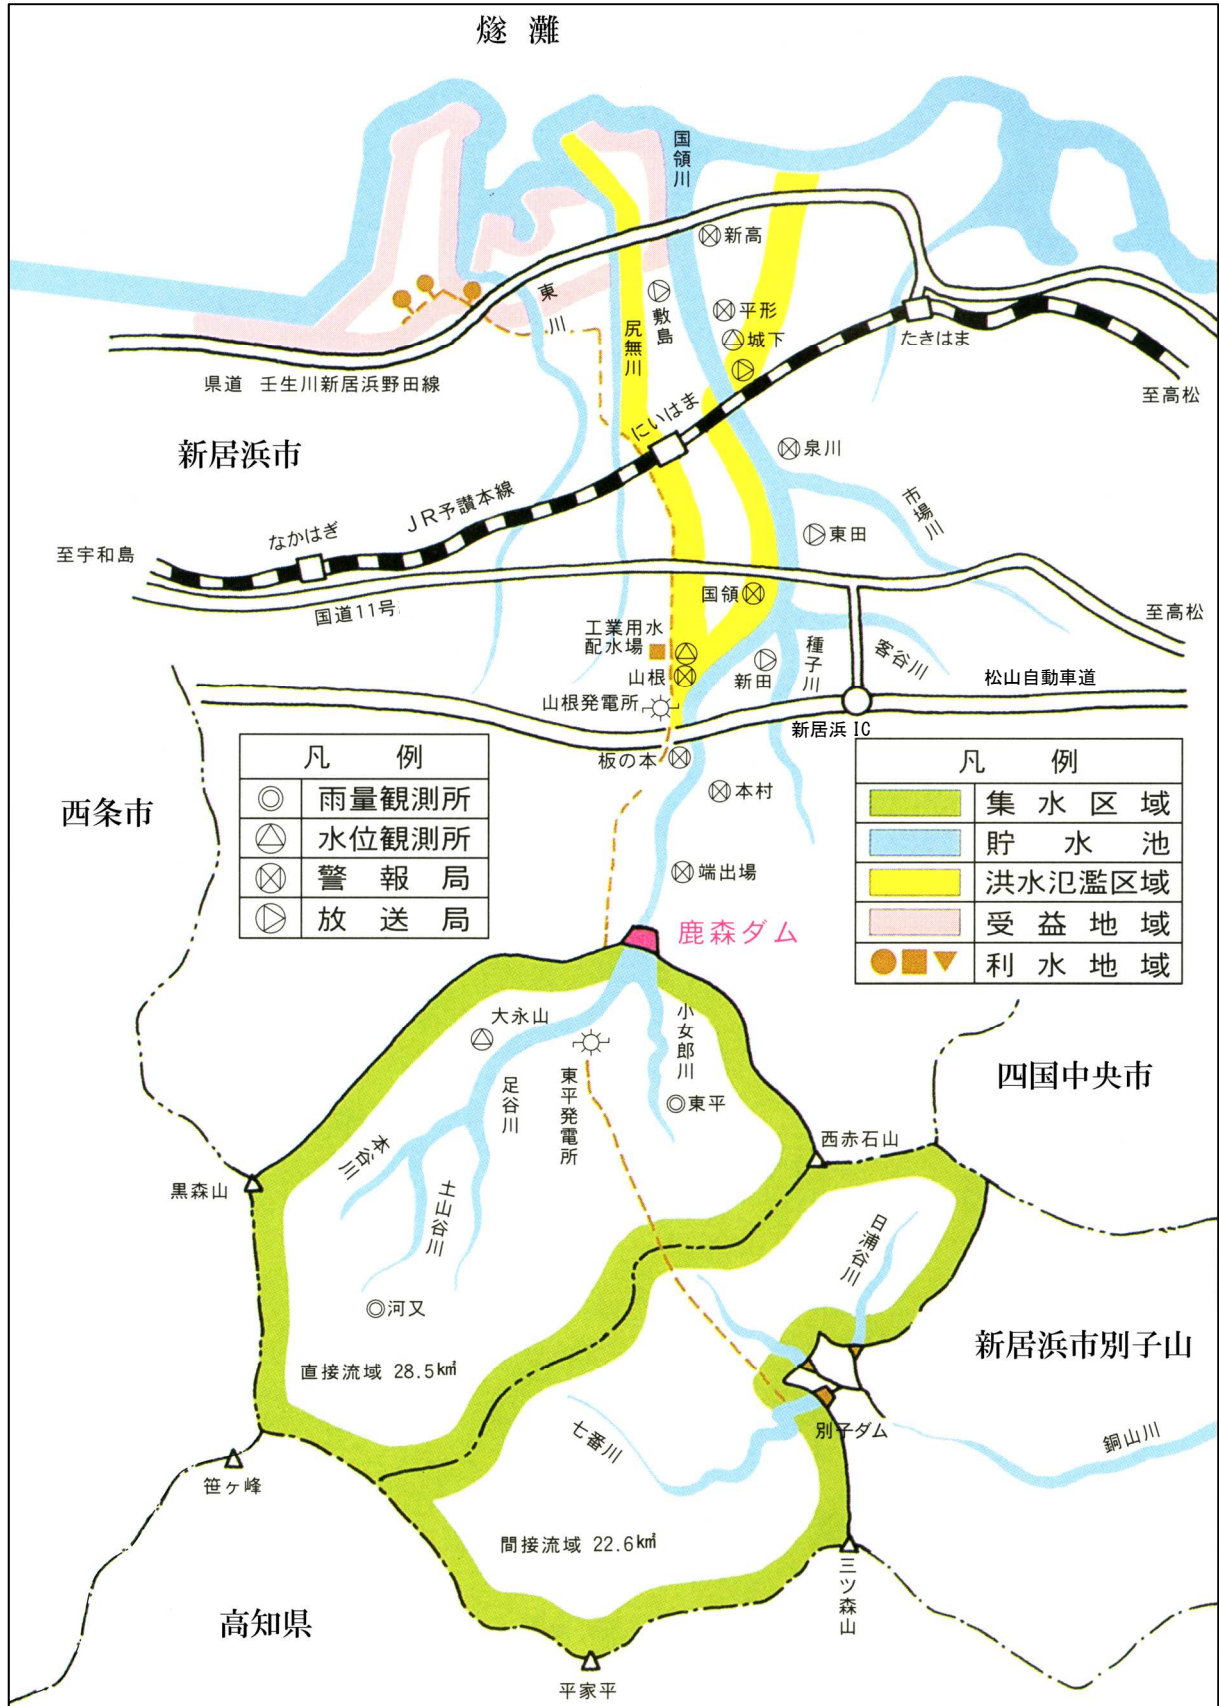 燧灘
国領川
新高
東川
敷島
平形
城下
尻無川
たきはま
県道 壬生川新居浜野田線
至高松
にいはま
新居浜市
泉川
JR予讃本線
市場川
なかはぎ
東田
至宇和島
国道11号
国領
至高松
工業用水
配水場
山根
新田
種子川
客谷川
松山自動車道
山根発電所
新居浜IC
板の本
本村
端出場
西条市
凡例
雨量観測所
水位観測所
警報局
放送局
凡例
集水区域
貯水池
洪水氾濫区域
受益地域
利水地域
鹿森ダム
大永山
小女郎川
足谷川
東平発電所
東平
四国中央市
西赤石山
本谷川
土山谷川
黒森山
日浦谷川
河又
直接流域 28.5km²
新居浜市別子山
七番川
別子ダム
銅山川
笹ヶ峰
間接流域 22.6km²
三ツ森山
高知県
平家平